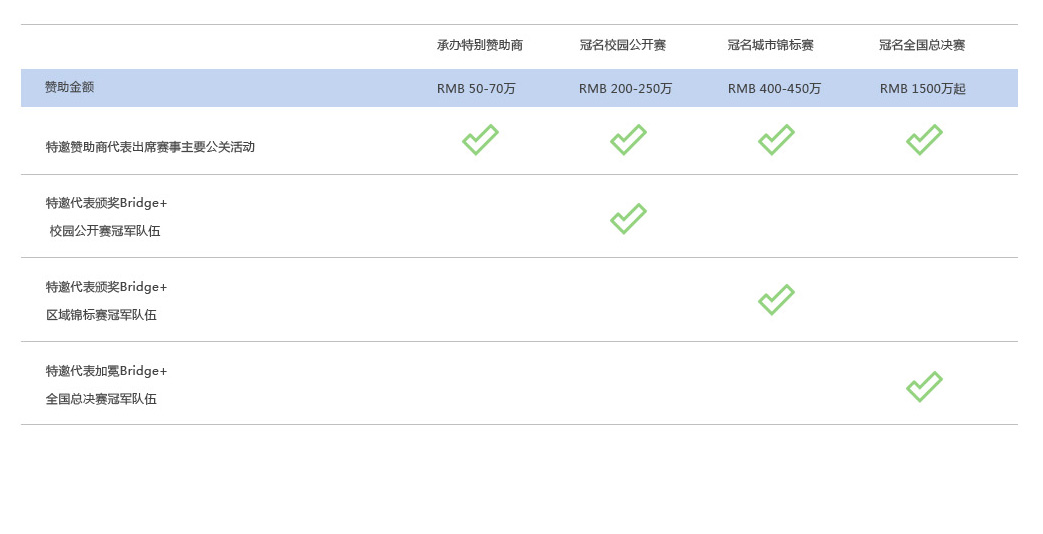 承办特别赞助商 冠名校园公开赛 冠名城市锦标赛 冠名全国总决赛
赞助金额 RMB 50-70万 RMB 200-250万 RMB 400-450万 RMB 1500万起
特邀赞助商代表出席赛事主要公关活动
特邀代表颁奖Bridge+
校园公开赛冠军队伍
特邀代表颁奖Bridge+
区域锦标赛冠军队伍
特邀代表加冕Bridge+
全国总决赛冠军队伍